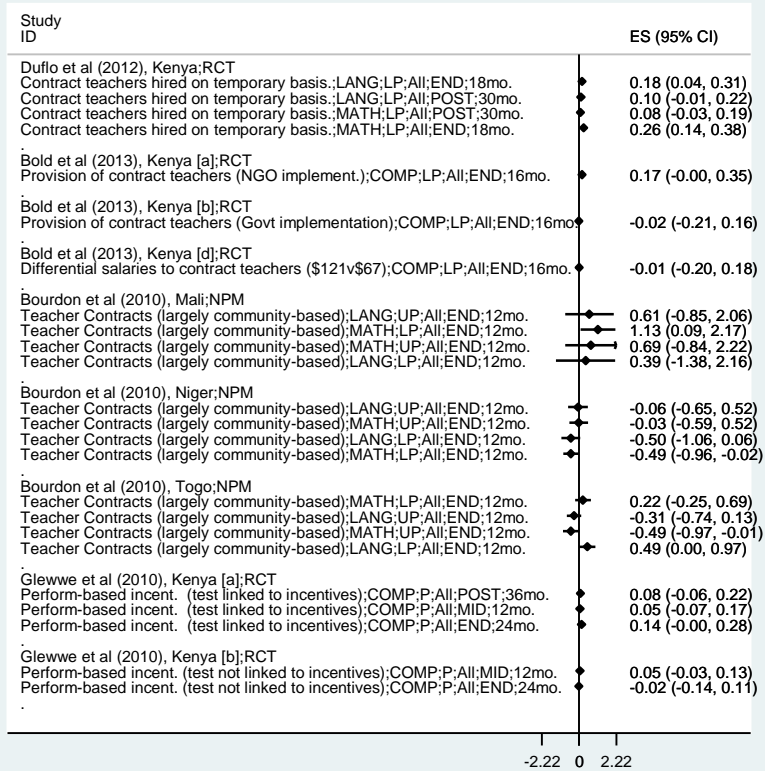 Study
ID ES (95% CI)
Duflo et al (2012), Kenya;RCT
Contract teachers hired on temporary basis.;LANG;LP;All;END;18mo. 0.18 (0.04, 0.31)
Contract teachers hired on temporary basis.;LANG;LP;All;POST;30mo. 0.10 (-0.01, 0.22)
Contract teachers hired on temporary basis.;MATH;LP;All;POST;30mo. 0.08 (-0.03, 0.19)
Contract teachers hired on temporary basis.;MATH;LP;All;END;18mo. 0.26 (0.14, 0.38)
.
Bold et al (2013), Kenya [a];RCT
Provision of contract teachers (NGO implement.);COMP;LP;All;END;16mo. 0.17 (-0.00, 0.35)
.
Bold et al (2013), Kenya [b];RCT
Provision of contract teachers (Govt implementation);COMP;LP;All;END;16mo. -0.02 (-0.21, 0.16)
.
Bold et al (2013), Kenya [d];RCT
Differential salaries to contract teachers ($121v$67);COMP;LP;All;END;16mo. -0.01 (-0.20, 0.18)
.
Bourdon et al (2010), Mali;NPM
Teacher Contracts (largely community-based);LANG;UP;All;END;12mo. 0.61 (-0.85, 2.06)
Teacher Contracts (largely community-based);MATH;LP;All;END;12mo. 1.13 (0.09, 2.17)
Teacher Contracts (largely community-based);MATH;UP;All;END;12mo. 0.69 (-0.84, 2.22)
Teacher Contracts (largely community-based);LANG;LP;All;END;12mo. 0.39 (-1.38, 2.16)
.
Bourdon et al (2010), Niger;NPM
Teacher Contracts (largely community-based);LANG;UP;All;END;12mo. -0.06 (-0.65, 0.52)
Teacher Contracts (largely community-based);MATH;UP;All;END;12mo. -0.03 (-0.59, 0.52)
Teacher Contracts (largely community-based);LANG;LP;All;END;12mo. -0.50 (-1.06, 0.06)
Teacher Contracts (largely community-based);MATH;LP;All;END;12mo. -0.49 (-0.96, -0.02)
.
Bourdon et al (2010), Togo;NPM
Teacher Contracts (largely community-based);MATH;LP;All;END;12mo. 0.22 (-0.25, 0.69)
Teacher Contracts (largely community-based);LANG;UP;All;END;12mo. -0.31 (-0.74, 0.13)
Teacher Contracts (largely community-based);MATH;UP;All;END;12mo. -0.49 (-0.97, -0.01)
Teacher Contracts (largely community-based);LANG;LP;All;END;12mo. 0.49 (0.00, 0.97)
.
Glewwe et al (2010), Kenya [a];RCT
Perform-based incent. (test linked to incentives);COMP;P;All;POST;36mo. 0.08 (-0.06, 0.22)
Perform-based incent. (test linked to incentives);COMP;P;All;MID;12mo. 0.05 (-0.07, 0.17)
Perform-based incent. (test linked to incentives);COMP;P;All;END;24mo. 0.14 (-0.00, 0.28)
.
Glewwe et al (2010), Kenya [b];RCT
Perform-based incent. (test not linked to incentives);COMP;P;All;MID;12mo. 0.05 (-0.03, 0.13)
Perform-based incent. (test not linked to incentives);COMP;P;All;END;24mo. -0.02 (-0.14, 0.11)
.
-2.22 0 2.22